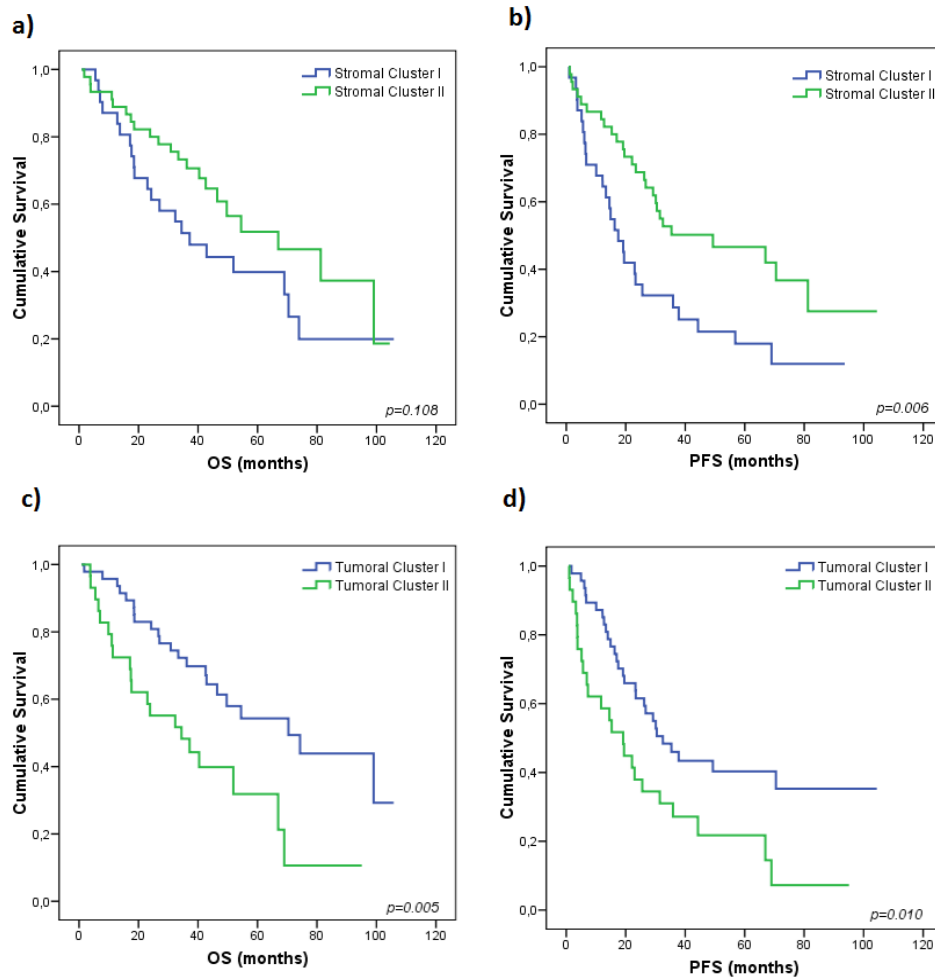 a)
Stromal Cluster I
Stromal Cluster II
1,0
0,8
0,6
0,4
0,2
0,0
Cumulative Survival
p=0.108
0 20 40 60 80 100 120
OS (months)
b)
Stromal Cluster I
Stromal Cluster II
1,0
0,8
0,6
0,4
0,2
0,0
Cumulative Survival
p=0.006
0 20 40 60 80 100 120
PFS (months)
c)
Tumoral Cluster I
Tumoral Cluster II
1,0
0,8
0,6
0,4
0,2
0,0
Cumulative Survival
p=0.005
0 20 40 60 80 100 120
OS (months)
d)
Tumoral Cluster I
Tumoral Cluster II
1,0
0,8
0,6
0,4
0,2
0,0
Cumulative Survival
p=0.010
0 20 40 60 80 100 120
PFS (months)